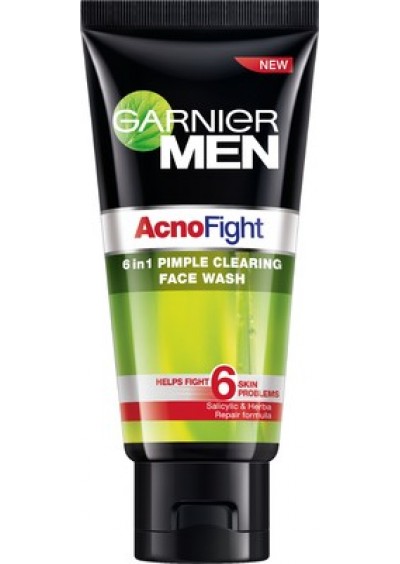 NEW
GARNIER
MEN
AcnoFight
6 in 1 PIMPLE CLEARING
FACE WASH
HELPS FIGHT 6 SKIN
PROBLEMS
Salicylic & Herba
Repair formula